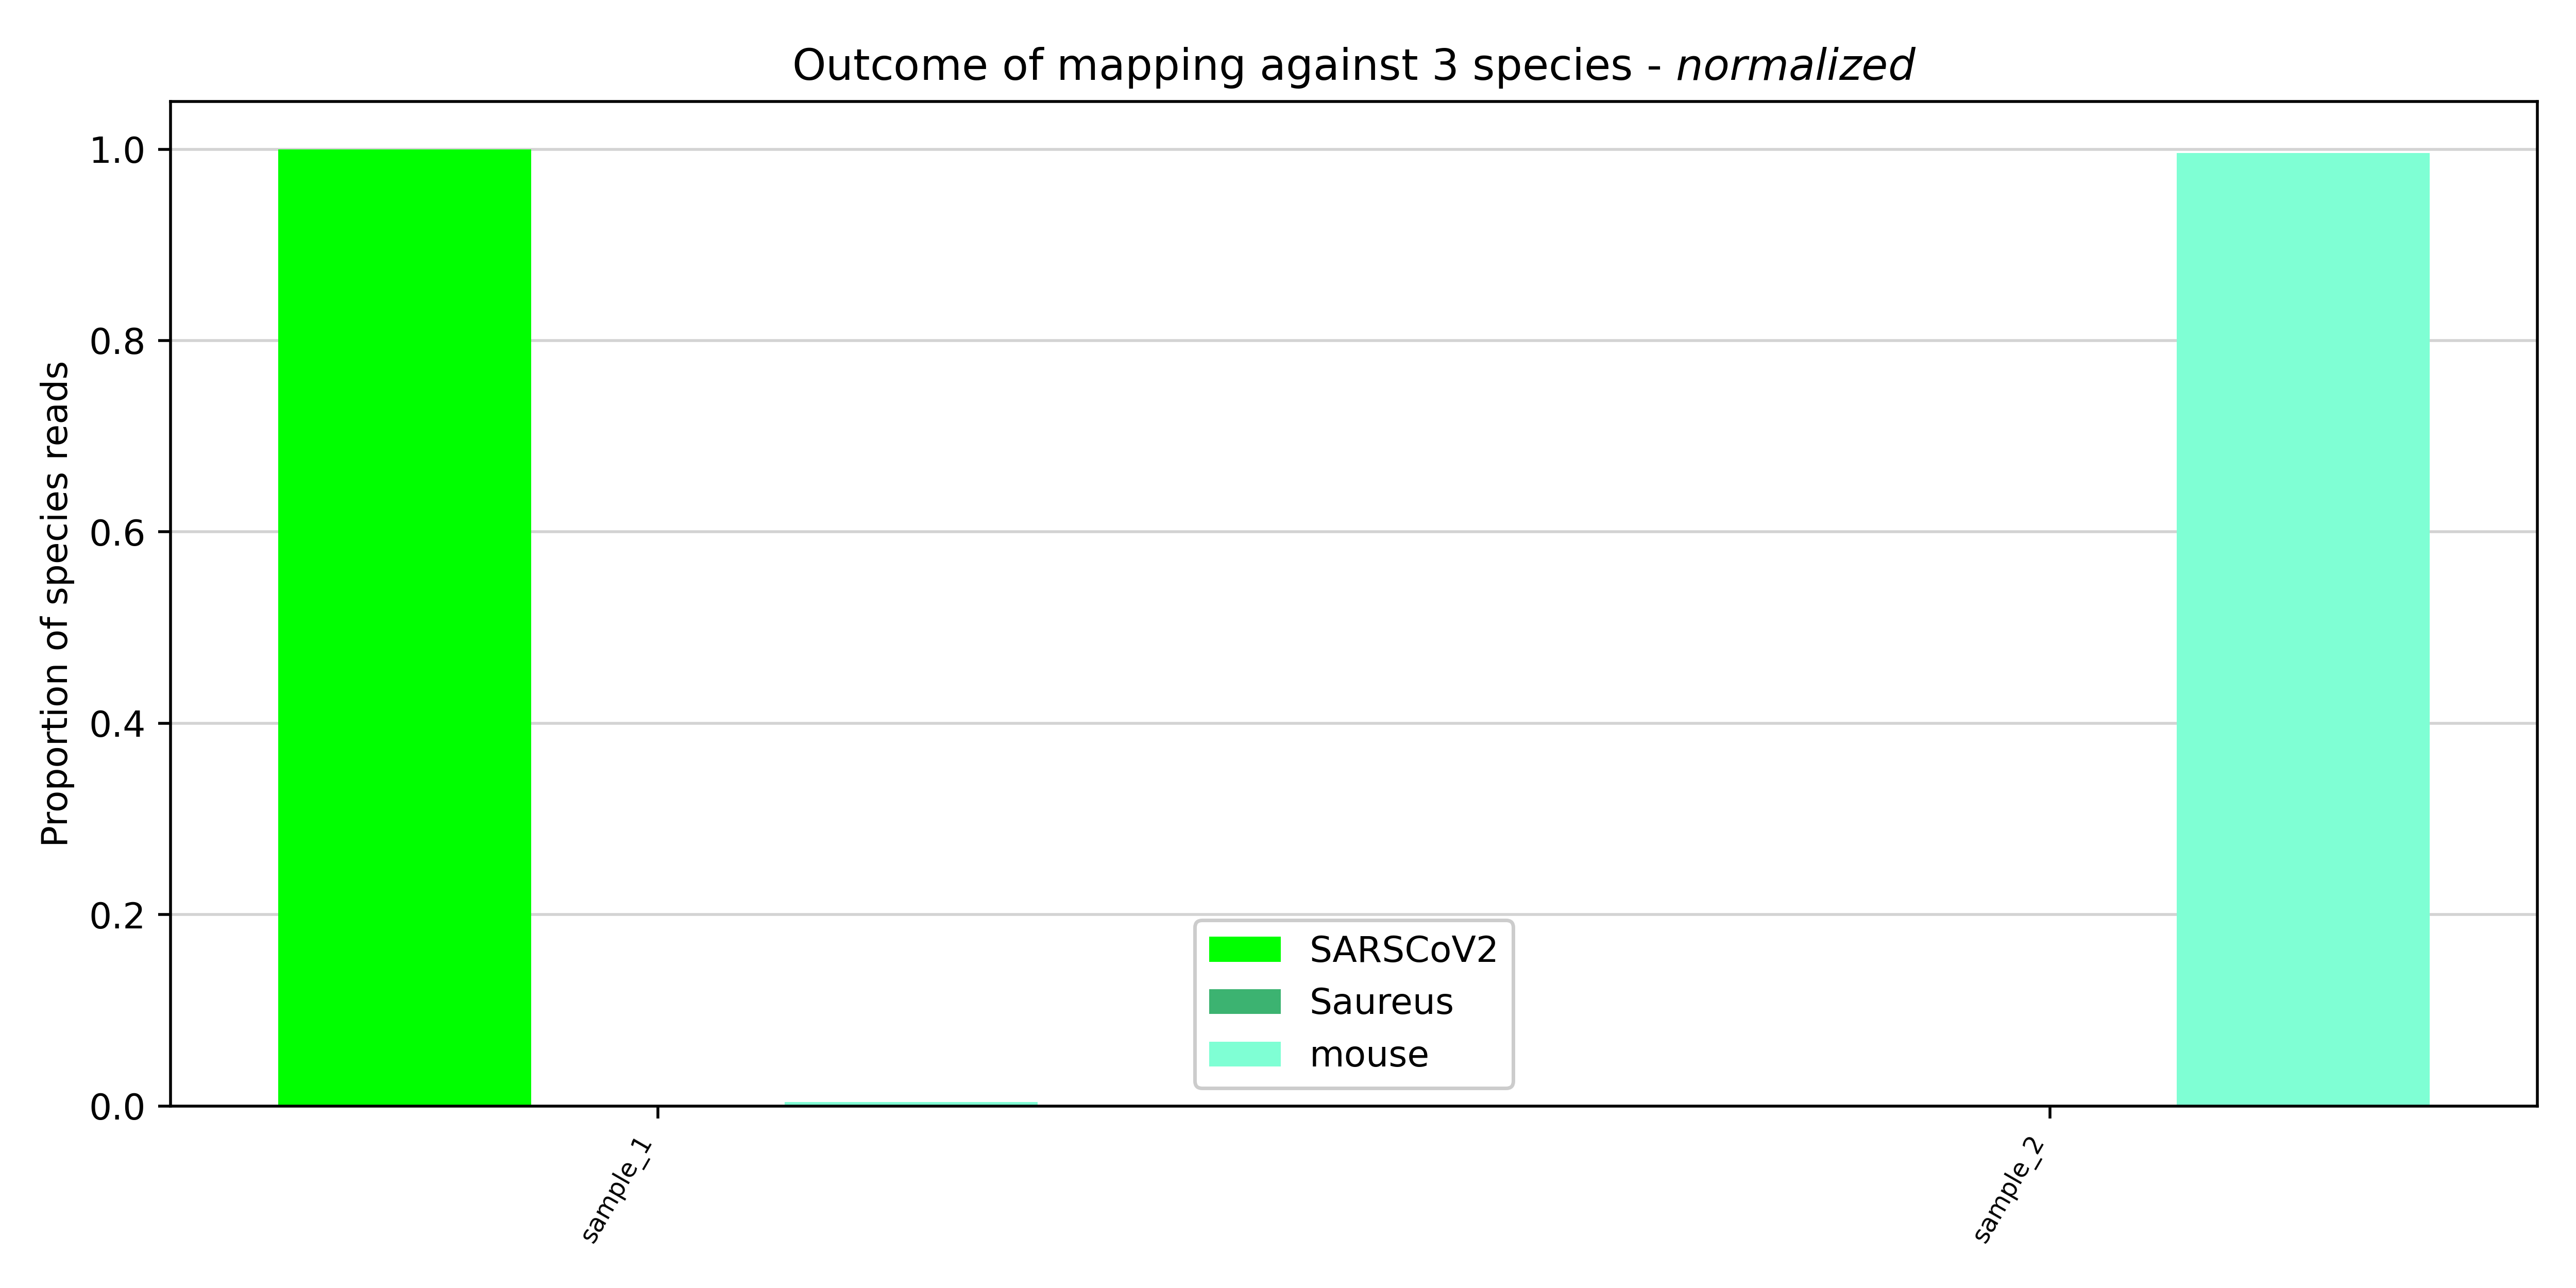 Outcome of mapping against 3 species - normalized
Proportion of species reads
1.0
0.8
0.6
0.4
0.2
0.0
SARSCoV2
Saureus
mouse
sample_1
sample_2